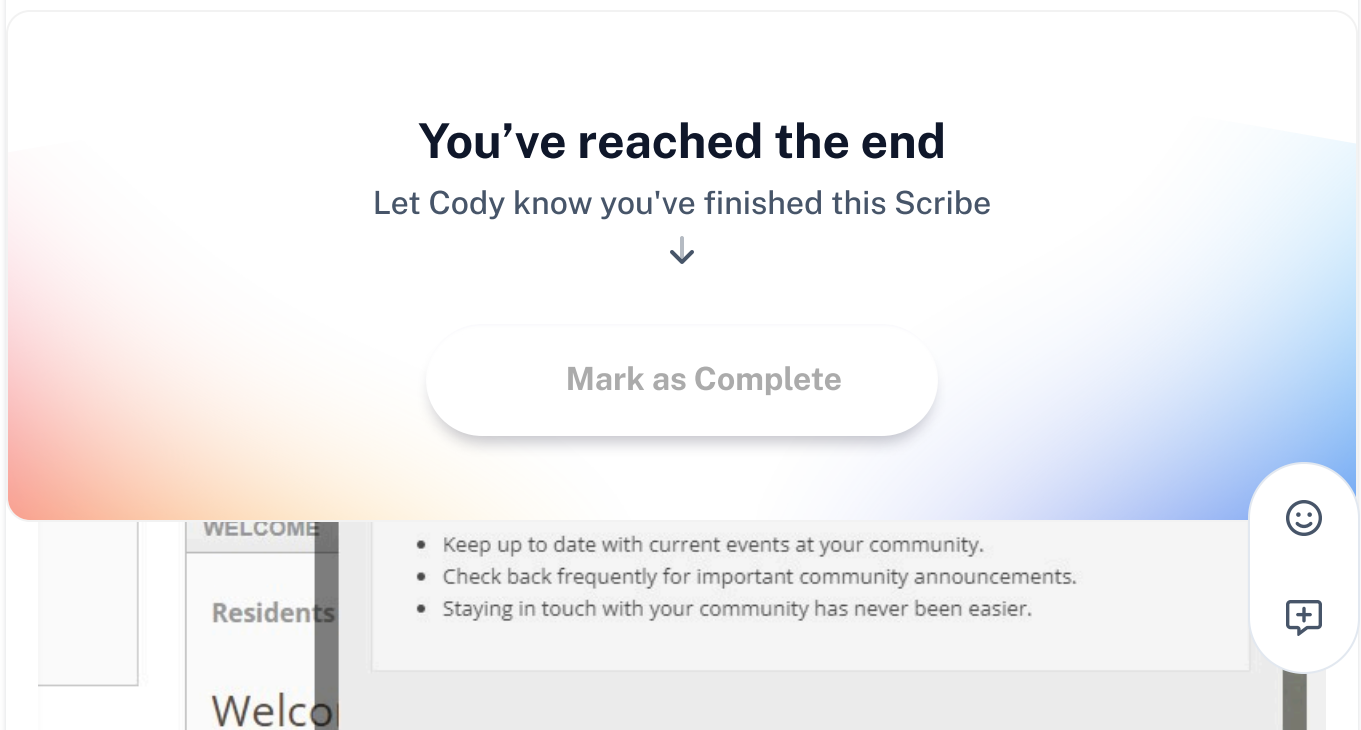 You’ve reached the end
Let Cody know you've finished this Scribe
Mark as Complete
WELCOME
Keep up to date with current events at your community.
Check back frequently for important community announcements.
Residents
Staying in touch with your community has never been easier.